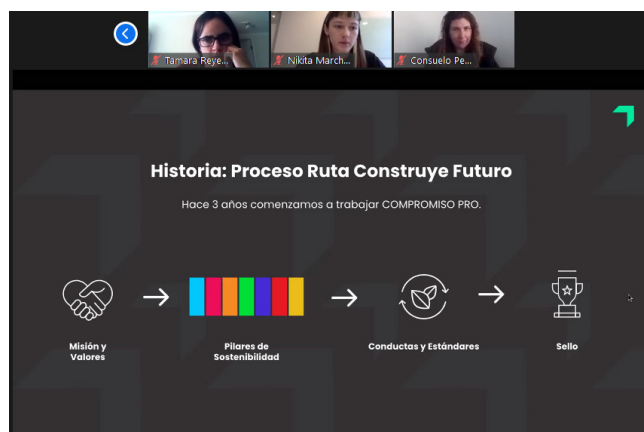 Tamara Reye...
Nikita March...
Consuelo Pe...
Historia: Proceso Ruta Construye Futuro
Hace 3 años comenzamos a trabajar COMPROMISO PRO.
Misión y
Valores
Pilares de
Sostenibilidad
Conductas y Estándares
Sello